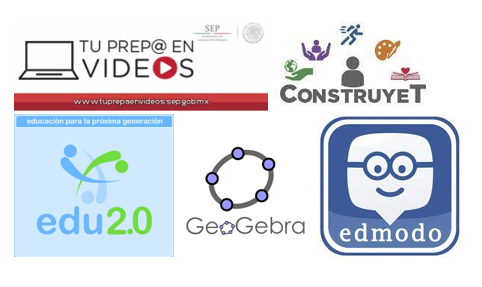 SEP
TU PREP@ EN
VIDEOS
www.tuprepaenvideos.sep.gob.mx
CONSTRUYET
educación para la próxima generación
edu2.0
GeoGebra
edmodo